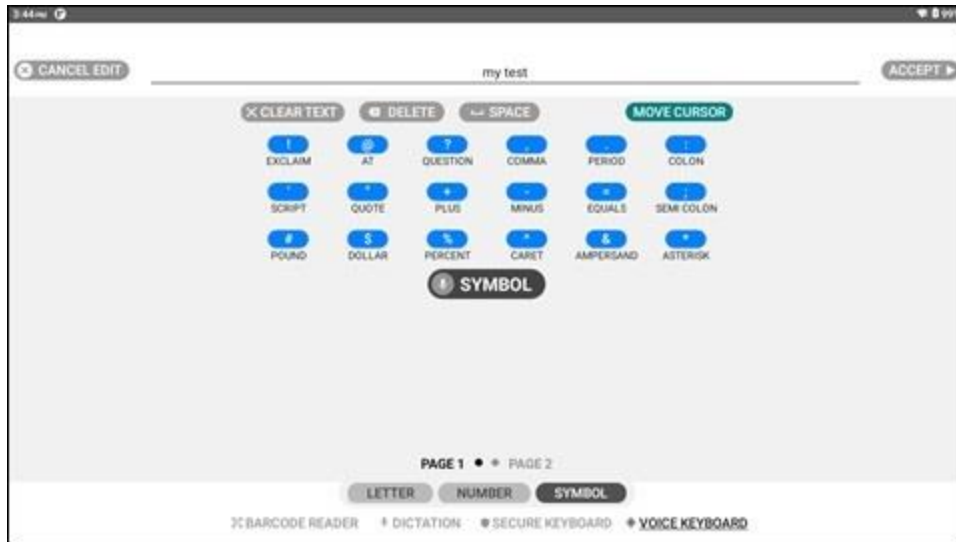 3:44 PM
99%
CANCEL EDIT my test ACCEPT
CLEAR TEXT DELETE SPACE MOVE CURSOR
! @ ? , . :
EXCLAIM AT QUESTION COMMA PERIOD COLON
' " + - = ;
SCRIPT QUOTE PLUS MINUS EQUALS SEMI COLON
# $ % ^ & *
POUND DOLLAR PERCENT CARET AMPERSAND ASTERISK
SYMBOL
PAGE 1 PAGE 2
LETTER NUMBER SYMBOL
BARCODE READER DICTATION SECURE KEYBOARD VOICE KEYBOARD